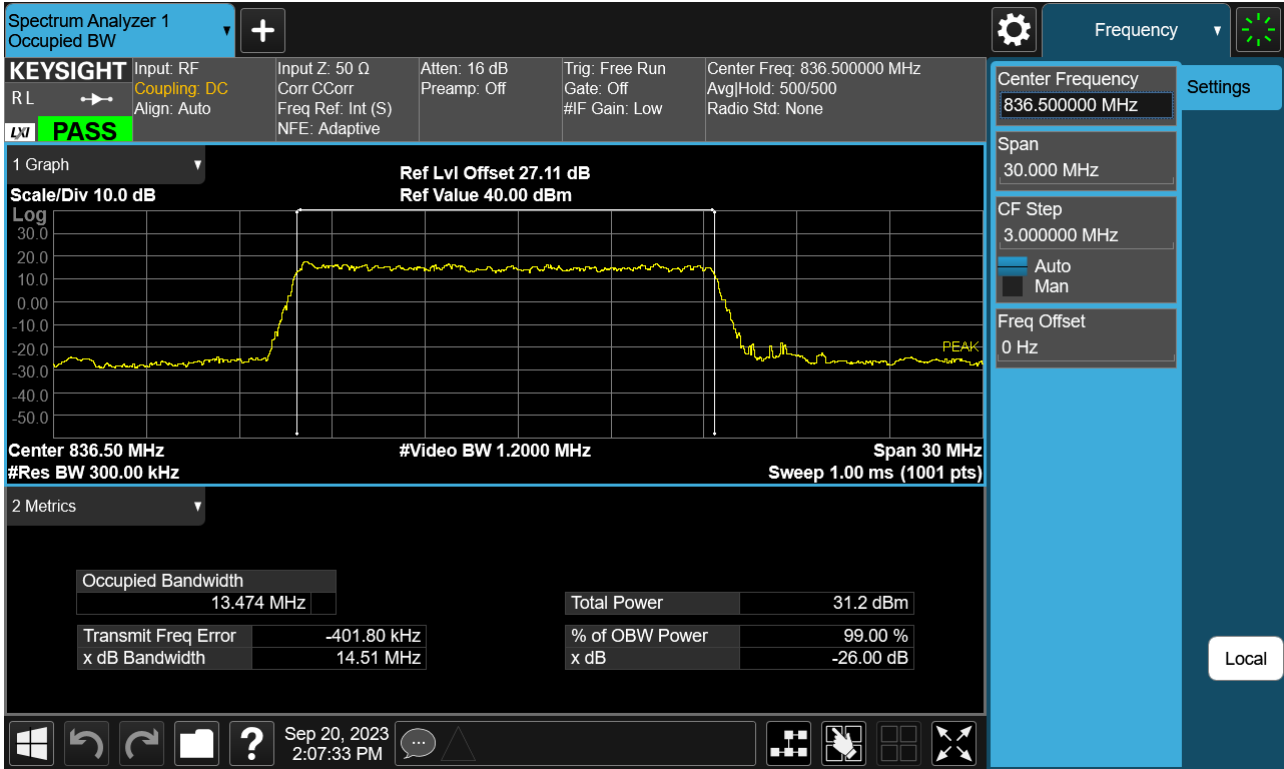 Spectrum Analyzer 1
Occupied BW
Frequency
KEYSIGHT
R L
LXI
PASS
Input: RF
Coupling: DC
Align: Auto
Input Z: 50 Ω
Corr CCorr
Freq Ref: Int (S)
NFE: Adaptive
Atten: 16 dB
Preamp: Off
Trig: Free Run
Gate: Off
#IF Gain: Low
Center Freq: 836.500000 MHz
Avg|Hold: 500/500
Radio Std: None
1 Graph
Scale/Div 10.0 dB
Ref Lvl Offset 27.11 dB
Ref Value 40.00 dBm
Log
30.0
20.0
10.0
0.00
-10.0
-20.0
-30.0
-40.0
-50.0
PEAK
Center 836.50 MHz
#Video BW 1.2000 MHz
Span 30 MHz
#Res BW 300.00 kHz
Sweep 1.00 ms (1001 pts)
2 Metrics
Occupied Bandwidth
13.474 MHz
Total Power 31.2 dBm
Transmit Freq Error -401.80 kHz
% of OBW Power 99.00 %
x dB Bandwidth 14.51 MHz
x dB -26.00 dB
Center Frequency
836.500000 MHz
Settings
Span
30.000 MHz
CF Step
3.000000 MHz
Auto
Man
Freq Offset
0 Hz
Local
?
Sep 20, 2023
2:07:33 PM